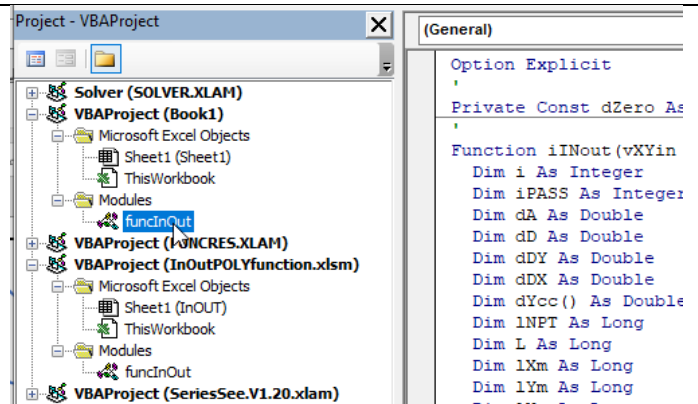 Project - VBAProject
Solver (SOLVER.XLAM)
VBAProject (Book1)
Microsoft Excel Objects
Sheet1 (Sheet1)
ThisWorkbook
Modules
funcInOut
VBAProject (FUNCRES.XLAM)
VBAProject (InOutPOLYfunction.xlsm)
Microsoft Excel Objects
Sheet1 (InOUT)
ThisWorkbook
Modules
funcInOut
VBAProject (SeriesSee.V1.20.xlam)
(General)
Option Explicit
'
Private Const dZero As
'
Function iINout(vXYin
Dim i As Integer
Dim iPASS As Integer
Dim dA As Double
Dim dD As Double
Dim dDY As Double
Dim dDX As Double
Dim dYcc() As Double
Dim lNPT As Long
Dim L As Long
Dim lXm As Long
Dim lYm As Long